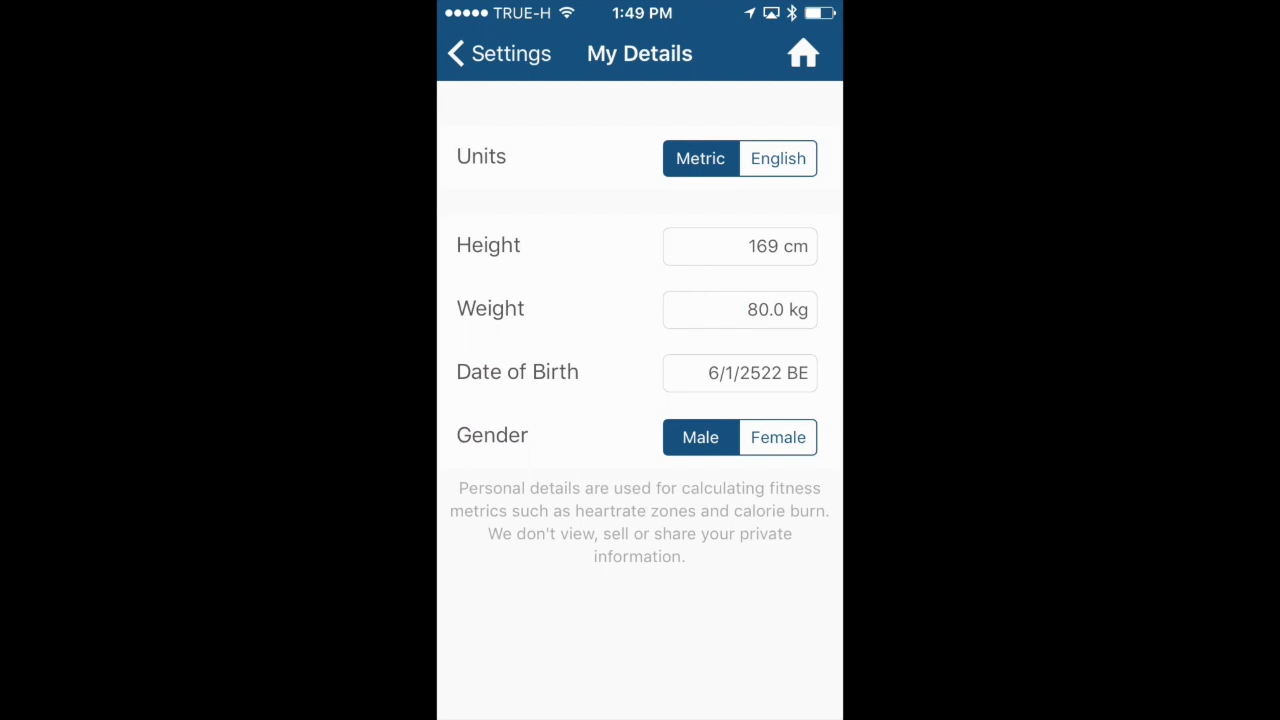 TRUE-H 1:49 PM
Settings My Details
Units Metric English
Height 169 cm
Weight 80.0 kg
Date of Birth 6/1/2522 BE
Gender Male Female
Personal details are used for calculating fitness
metrics such as heartrate zones and calorie burn.
We don't view, sell or share your private
information.